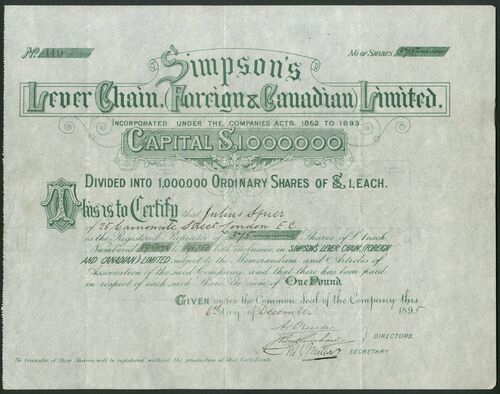 No. 119 No OF SHARES 375
Simpson's
Lever Chain, (Foreign & Canadian) Limited.
INCORPORATED UNDER THE COMPANIES ACTS, 1862 TO 1893.
CAPITAL £1,000,000
DIVIDED INTO 1,000,000 ORDINARY SHARES OF £1, EACH.
This is to Certify that Julius Spier
of 25 Camomile Street London E.C.
is the Registered Proprietor of 375 Shares of £1 each
Numbered to inclusive, in SIMPSON'S LEVER CHAIN, (FOREIGN
AND CANADIAN) LIMITED, subject to the Memorandum and Articles of
Association of the said Company, and that there has been paid
in respect of each such Share the sum of One Pound.
GIVEN under the Common Seal of the Company this
6th day of December 1895
DIRECTORS.
SECRETARY
No transfer of these Shares will be registered without the production of this Certificate.